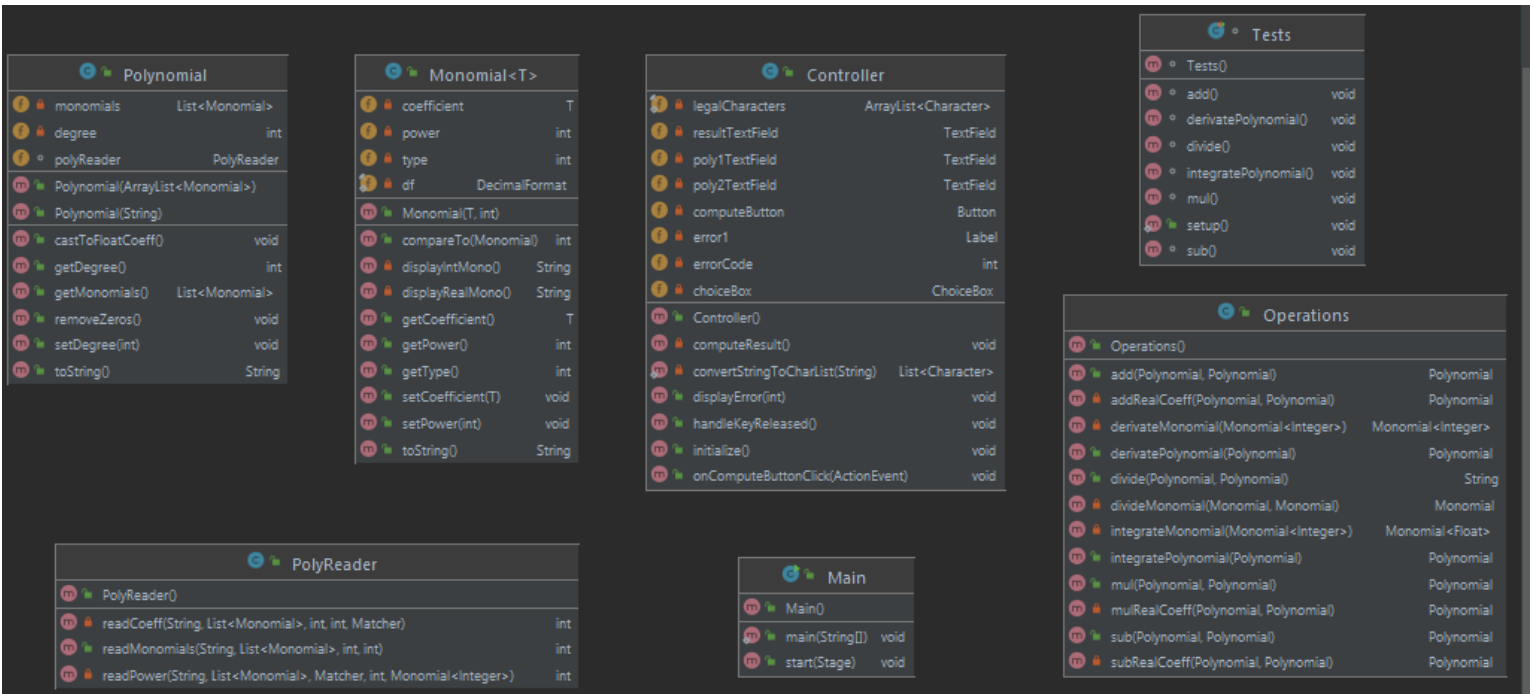 Polynomial
monomials List<Monomial>
degree int
polyReader PolyReader
Polynomial(ArrayList<Monomial>)
Polynomial(String)
castToFloatCoeff() void
getDegree() int
getMonomials() List<Monomial>
removeZeros() void
setDegree(int) void
toString() String
Monomial<T>
coefficient T
power int
type int
df DecimalFormat
Monomial(T, int)
compareTo(Monomial) int
displayIntMono() String
displayRealMono() String
getCoefficient() T
getPower() int
getType() int
setCoefficient(T) void
setPower(int) void
toString() String
Controller
legalCharacters ArrayList<Character>
resultTextField TextField
poly1TextField TextField
poly2TextField TextField
computeButton Button
error1 Label
errorCode int
choiceBox ChoiceBox
Controller()
computeResult() void
convertStringToCharList(String) List<Character>
displayError(int) void
handleKeyReleased() void
initialize() void
onComputeButtonClick(ActionEvent) void
Tests
Tests()
add() void
derivatePolynomial() void
divide() void
integratePolynomial() void
mul() void
setup() void
sub() void
Operations
Operations()
add(Polynomial, Polynomial) Polynomial
addRealCoeff(Polynomial, Polynomial) Polynomial
derivateMonomial(Monomial<Integer>) Monomial<Integer>
derivatePolynomial(Polynomial) Polynomial
divide(Polynomial, Polynomial) String
divideMonomial(Monomial, Monomial) Monomial
integrateMonomial(Monomial<Integer>) Monomial<Float>
integratePolynomial(Polynomial) Polynomial
mul(Polynomial, Polynomial) Polynomial
mulRealCoeff(Polynomial, Polynomial) Polynomial
sub(Polynomial, Polynomial) Polynomial
subRealCoeff(Polynomial, Polynomial) Polynomial
PolyReader
PolyReader()
readCoeff(String, List<Monomial>, int, int, Matcher) int
readMonomials(String, List<Monomial>, int, int) int
readPower(String, List<Monomial>, Matcher, int, Monomial<Integer>) int
Main
Main()
main(String[]) void
start(Stage) void